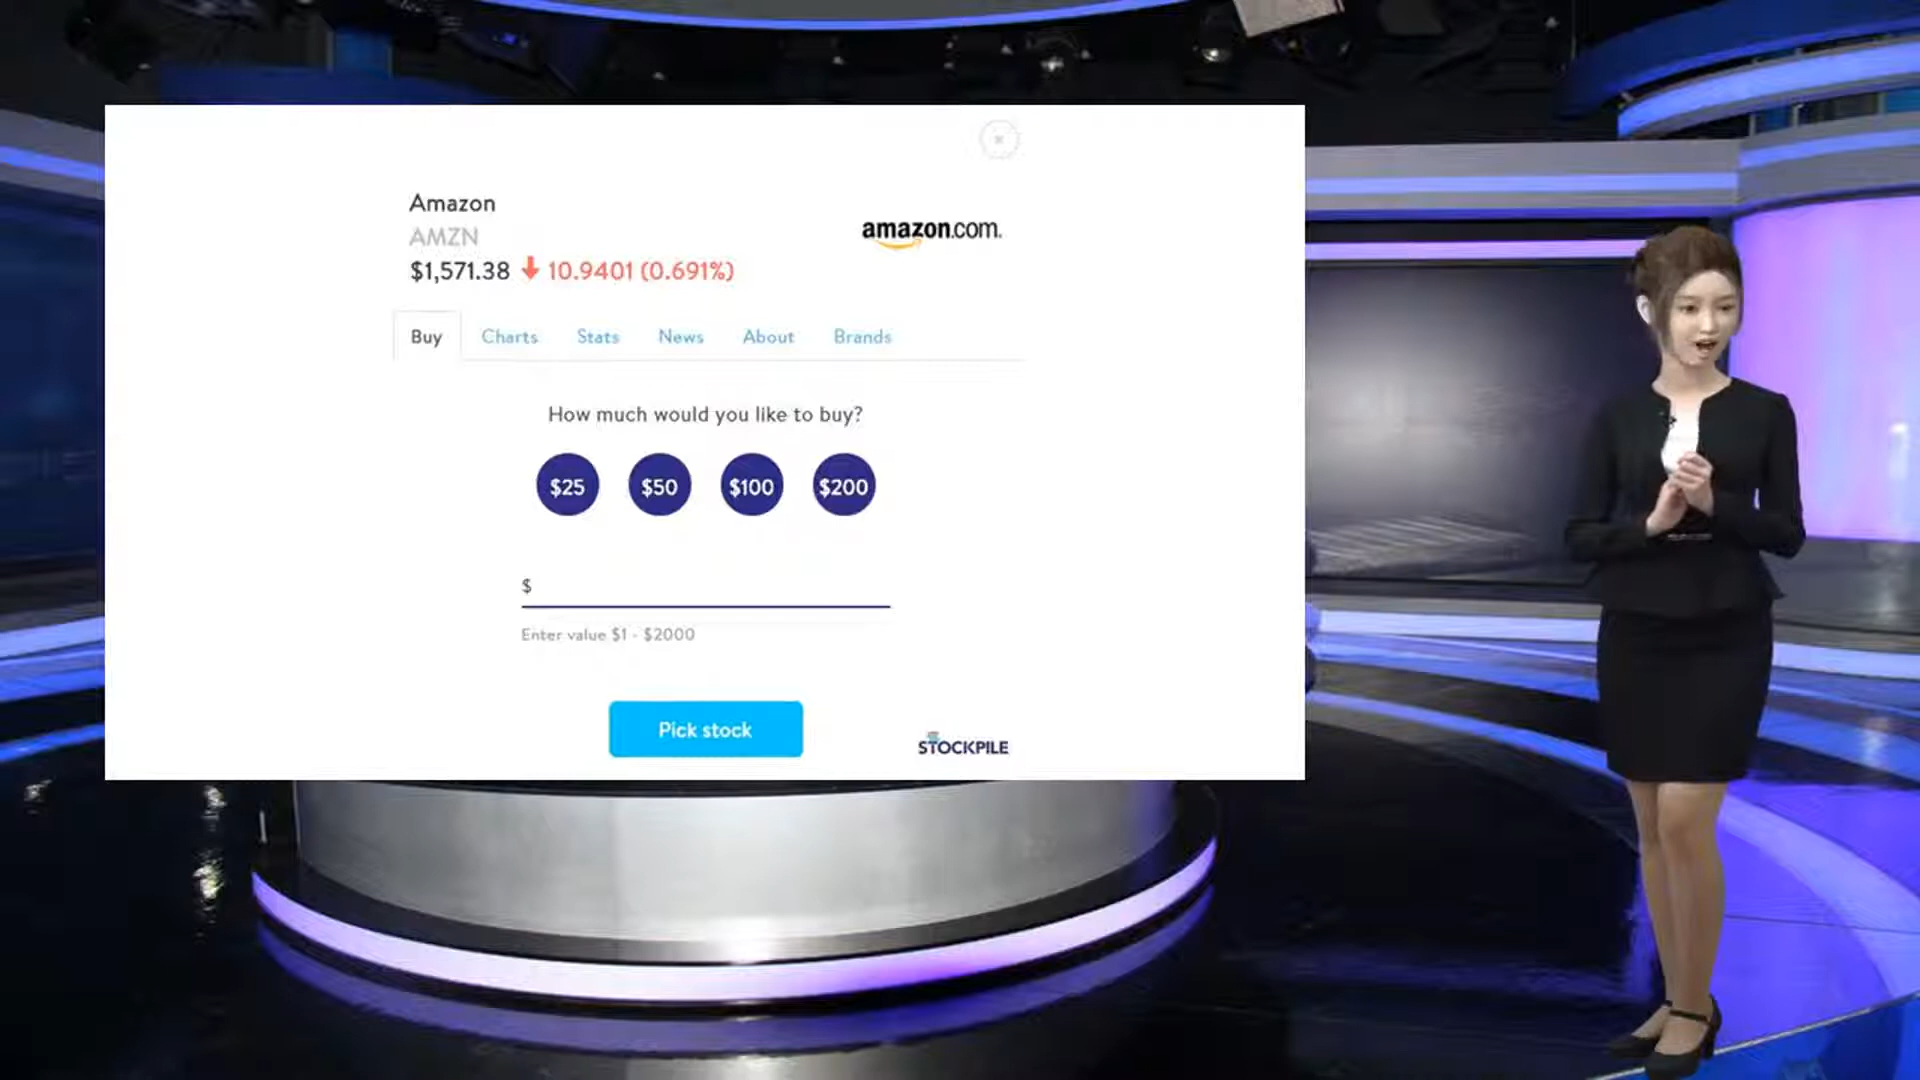 Amazon
AMZN
amazon.com.
$1,571.38 10.9401 (0.691%)
Buy Charts Stats News About Brands
How much would you like to buy?
$25 $50 $100 $200
$
Enter value $1 - $2000
Pick stock
STOCKPILE